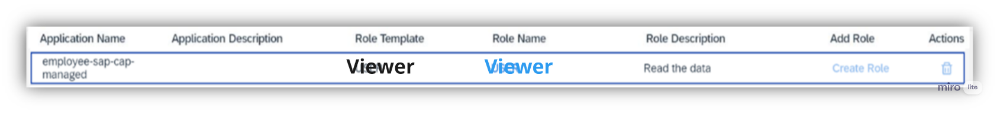 Application Name Application Description Role Template Role Name Role Description Add Role Actions
employee-sap-cap-managed Viewer Viewer Read the data Create Role
miro lite